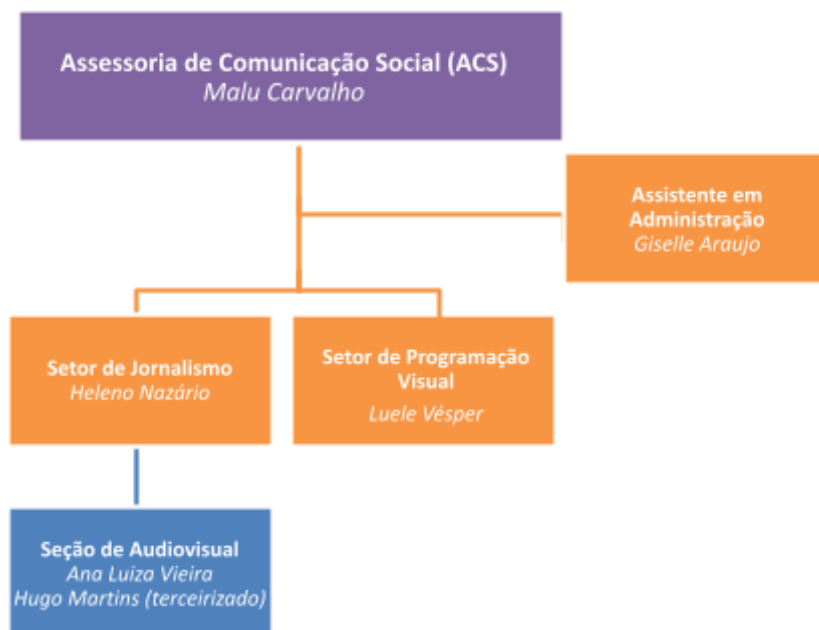 Assessoria de Comunicação Social (ACS)
Malu Carvalho
Assistente em
Administração
Giselle Araujo
Setor de Jornalismo
Heleno Nazário
Setor de Programação
Visual
Luele Vésper
Seção de Audiovisual
Ana Luiza Vieira
Hugo Martins (terceirizado)